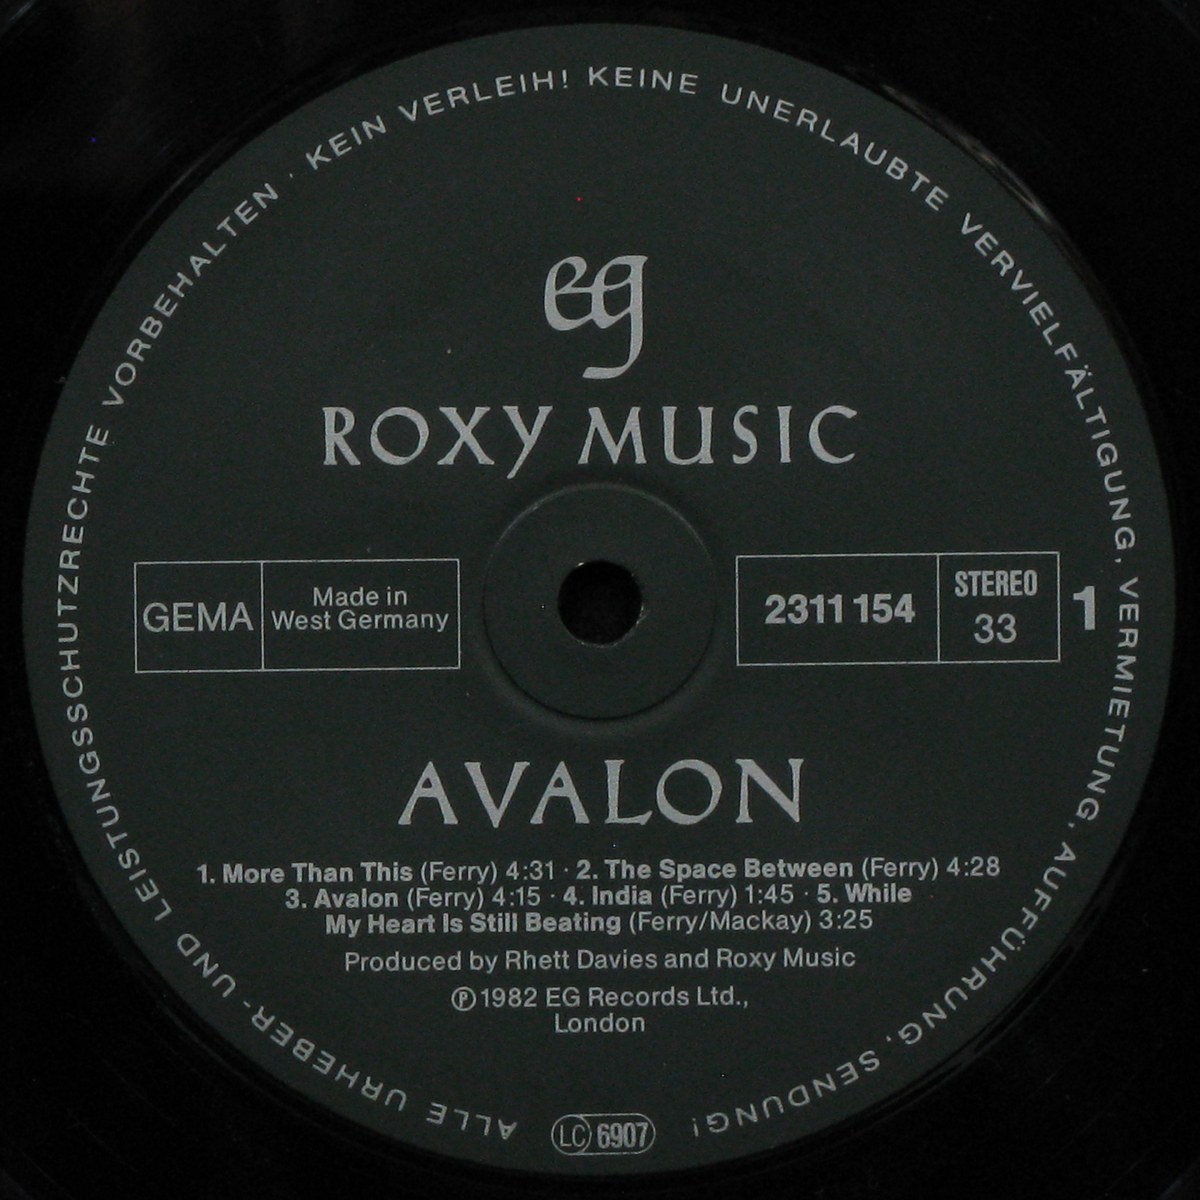 ALLE URHEBER- UND LEISTUNGSSCHUTZRECHTE VORBEHALTEN · KEIN VERLEIH! KEINE UNERLAUBTE VERVIELFÄLTIGUNG, VERMIETUNG, AUFFÜHRUNG, SENDUNG!
eg
ROXY MUSIC
GEMA
Made in
West Germany
2311 154
STEREO
33
1
AVALON
1. More Than This (Ferry) 4:31 · 2. The Space Between (Ferry) 4:28
3. Avalon (Ferry) 4:15 · 4. India (Ferry) 1:45 · 5. While
My Heart Is Still Beating (Ferry/Mackay) 3:25
Produced by Rhett Davies and Roxy Music
℗ 1982 EG Records Ltd.,
London
LC 6907